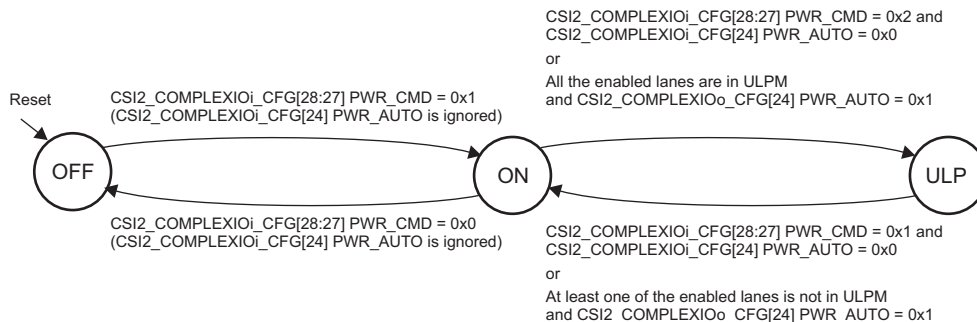 CSI2_COMPLEXIOi_CFG[28:27] PWR_CMD = 0x2 and
CSI2_COMPLEXIOi_CFG[24] PWR_AUTO = 0x0
or
All the enabled lanes are in ULPM
and CSI2_COMPLEXIOo_CFG[24] PWR_AUTO = 0x1
Reset
CSI2_COMPLEXIOi_CFG[28:27] PWR_CMD = 0x1
(CSI2_COMPLEXIOi_CFG[24] PWR_AUTO is ignored)
OFF
ON
ULP
CSI2_COMPLEXIOi_CFG[28:27] PWR_CMD = 0x0
(CSI2_COMPLEXIOi_CFG[24] PWR_AUTO is ignored)
CSI2_COMPLEXIOi_CFG[28:27] PWR_CMD = 0x1 and
CSI2_COMPLEXIOi_CFG[24] PWR_AUTO = 0x0
or
At least one of the enabled lanes is not in ULPM
and CSI2_COMPLEXIOo_CFG[24] PWR_AUTO = 0x1